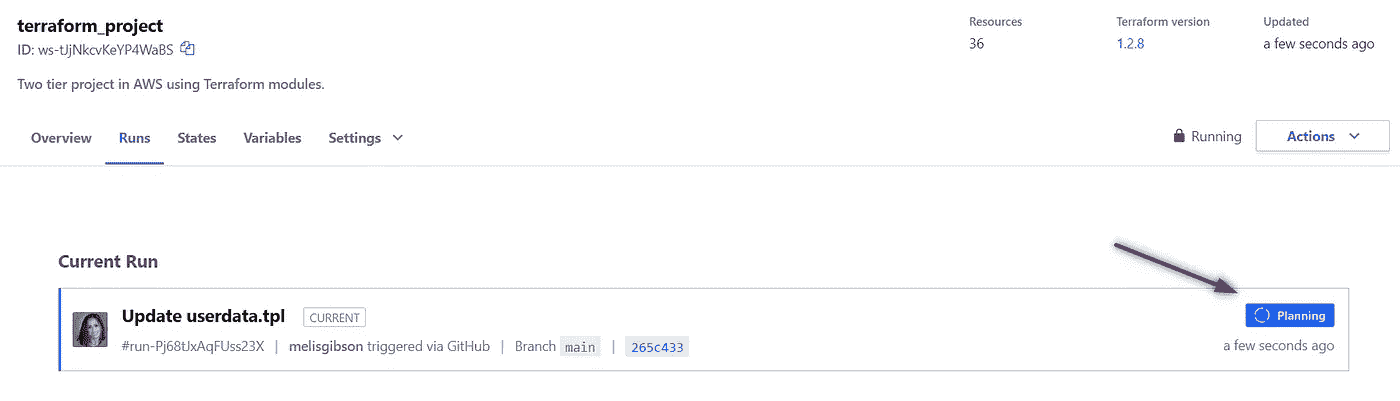 terraform_project
ID: ws-tJjNkcvKeYP4WaBS
Two tier project in AWS using Terraform modules.
Resources
36
Terraform version
1.2.8
Updated
a few seconds ago
Overview Runs States Variables Settings
Running
Actions
Current Run
Update userdata.tpl CURRENT
Planning
#run-Pj68tJxAqFUss23X | melisgibson triggered via GitHub | Branch main | 265c433
a few seconds ago